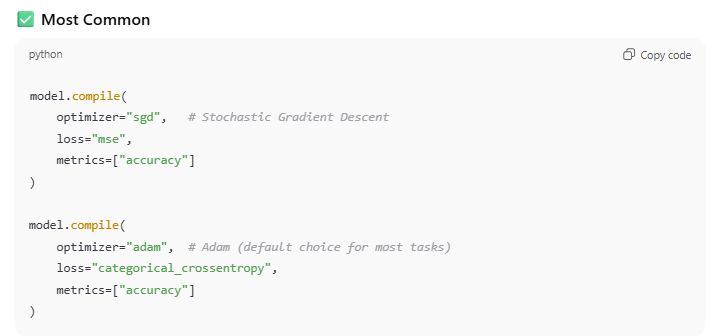 ✅ Most Common
python Copy code
model.compile(
    optimizer="sgd",   # Stochastic Gradient Descent
    loss="mse",
    metrics=["accuracy"]
)
model.compile(
    optimizer="adam",  # Adam (default choice for most tasks)
    loss="categorical_crossentropy",
    metrics=["accuracy"]
)